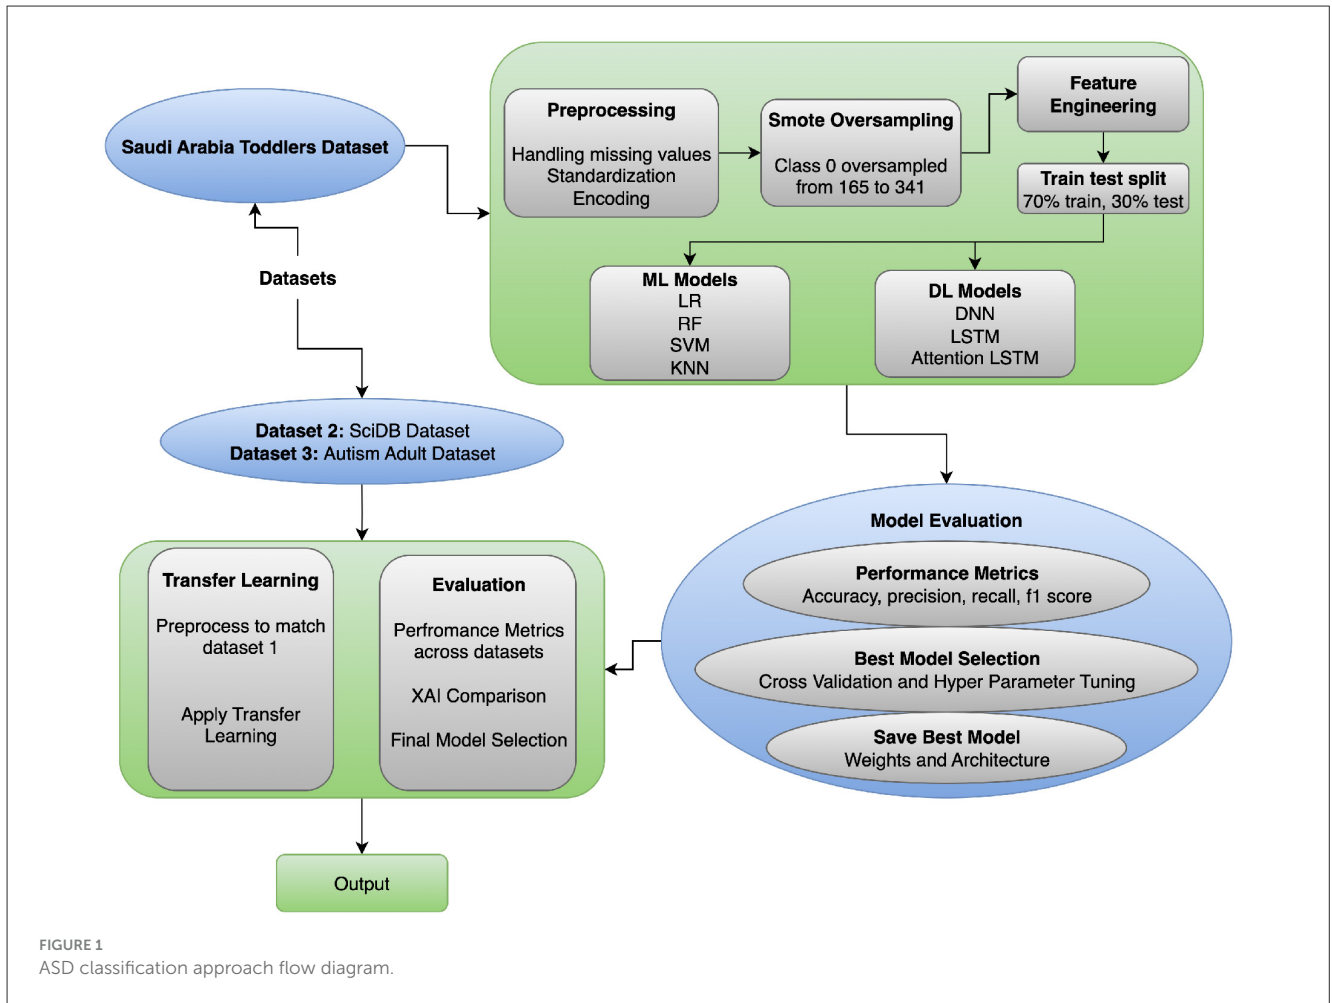 Saudi Arabia Toddlers Dataset
Preprocessing
Handling missing values
Standardization
Encoding
Smote Oversampling
Class 0 oversampled
from 165 to 341
Feature
Engineering
Train test split
70% train, 30% test
ML Models
LR
RF
SVM
KNN
DL Models
DNN
LSTM
Attention LSTM
Datasets
Dataset 2: SciDB Dataset
Dataset 3: Autism Adult Dataset
Model Evaluation
Performance Metrics
Accuracy, precision, recall, f1 score
Best Model Selection
Cross Validation and Hyper Parameter Tuning
Save Best Model
Weights and Architecture
Transfer Learning
Preprocess to match
dataset 1
Apply Transfer
Learning
Evaluation
Perfromance Metrics
across datasets
XAI Comparison
Final Model Selection
Output
FIGURE 1
ASD classification approach flow diagram.